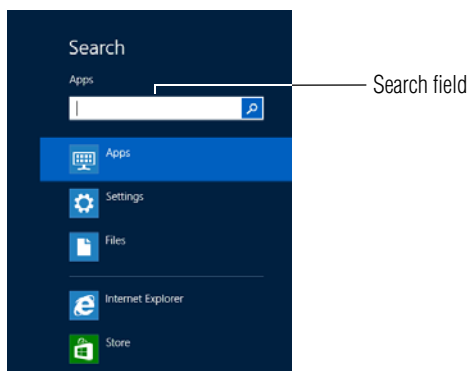 Search
Apps
Search field
Apps
Settings
Files
Internet Explorer
Store